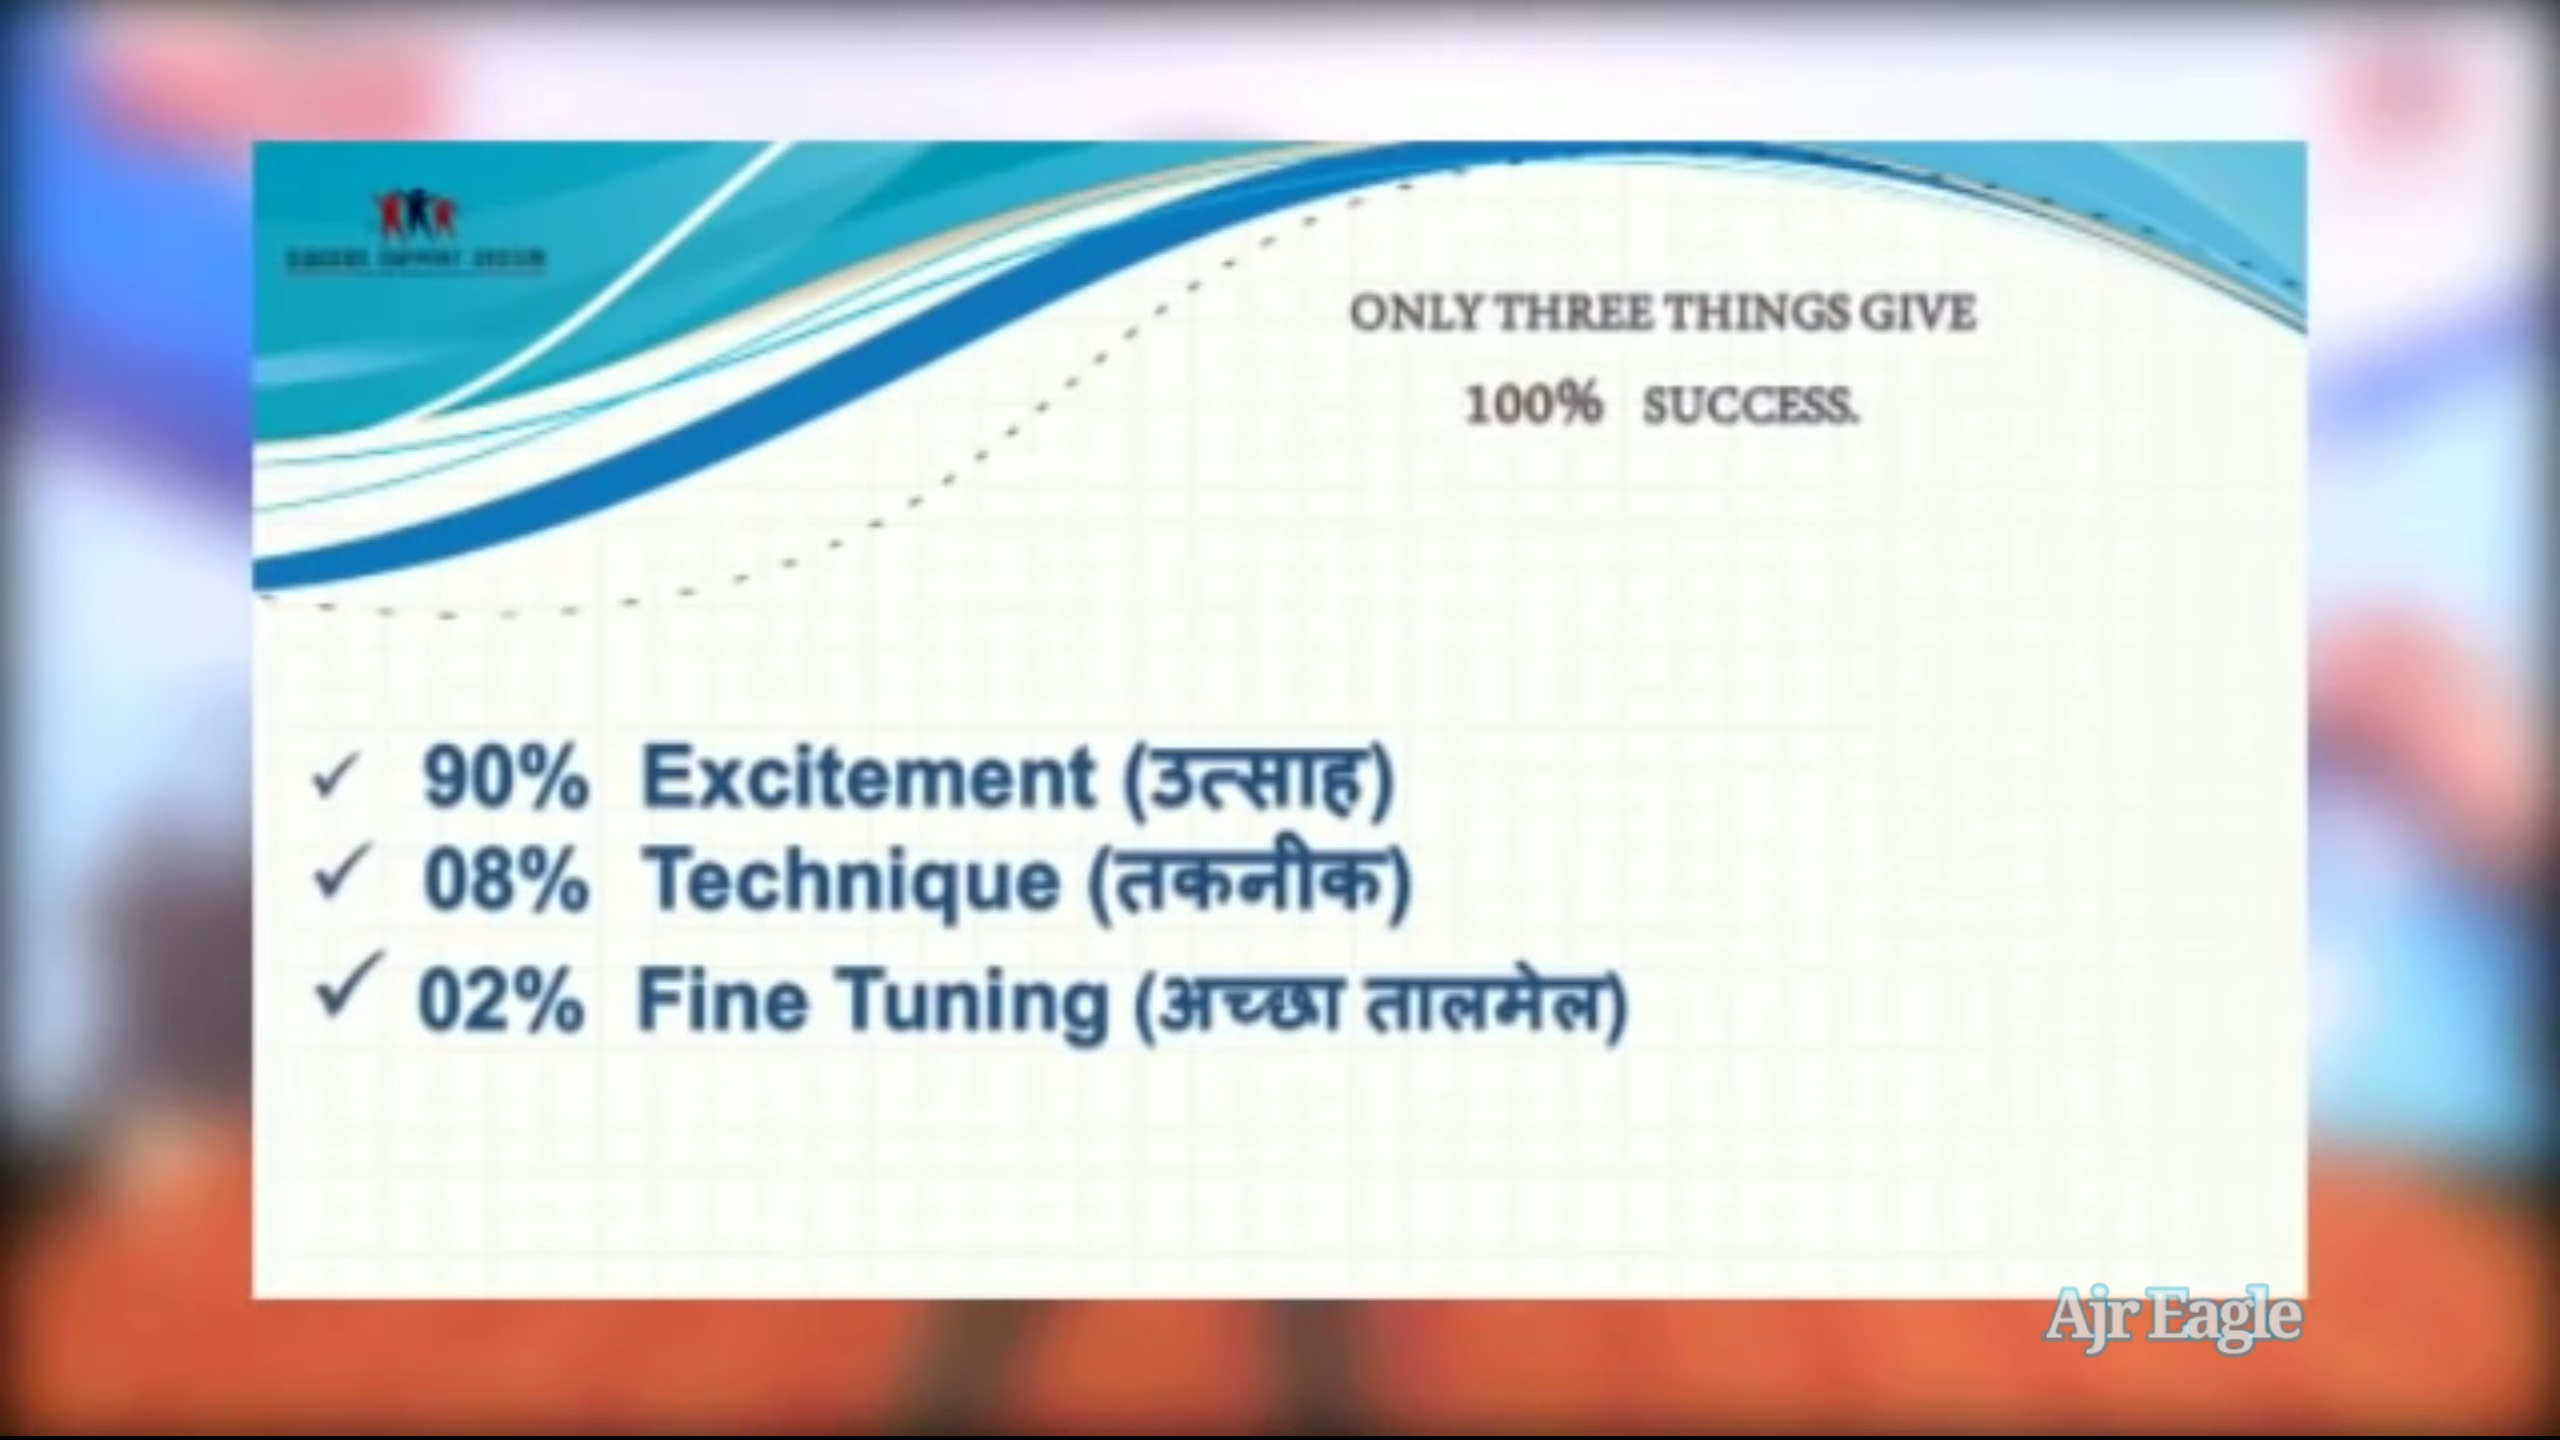 ONLY THREE THINGS GIVE
100% SUCCESS.
90% Excitement (उत्साह)
08% Technique (तकनीक)
02% Fine Tuning (अच्छा तालमेल)
Ajr Eagle